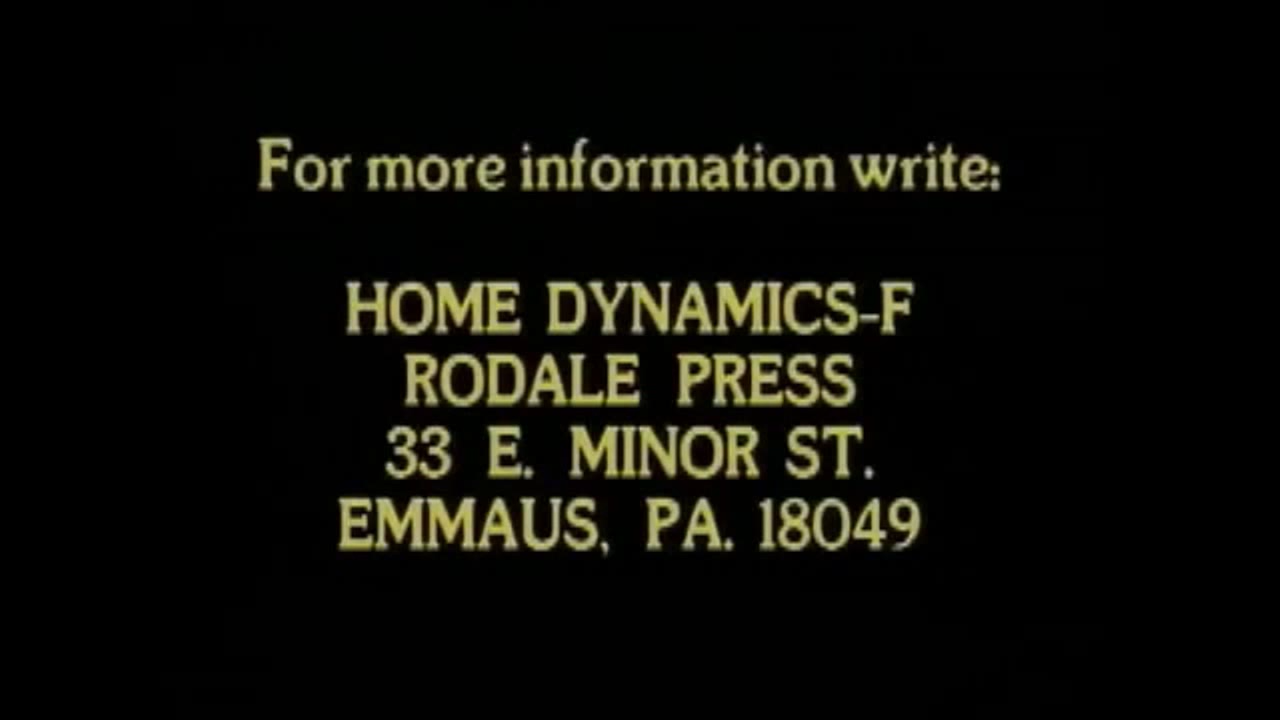 For more information write:
HOME DYNAMICS-F
RODALE PRESS
33 E. MINOR ST.
EMMAUS, PA. 18049